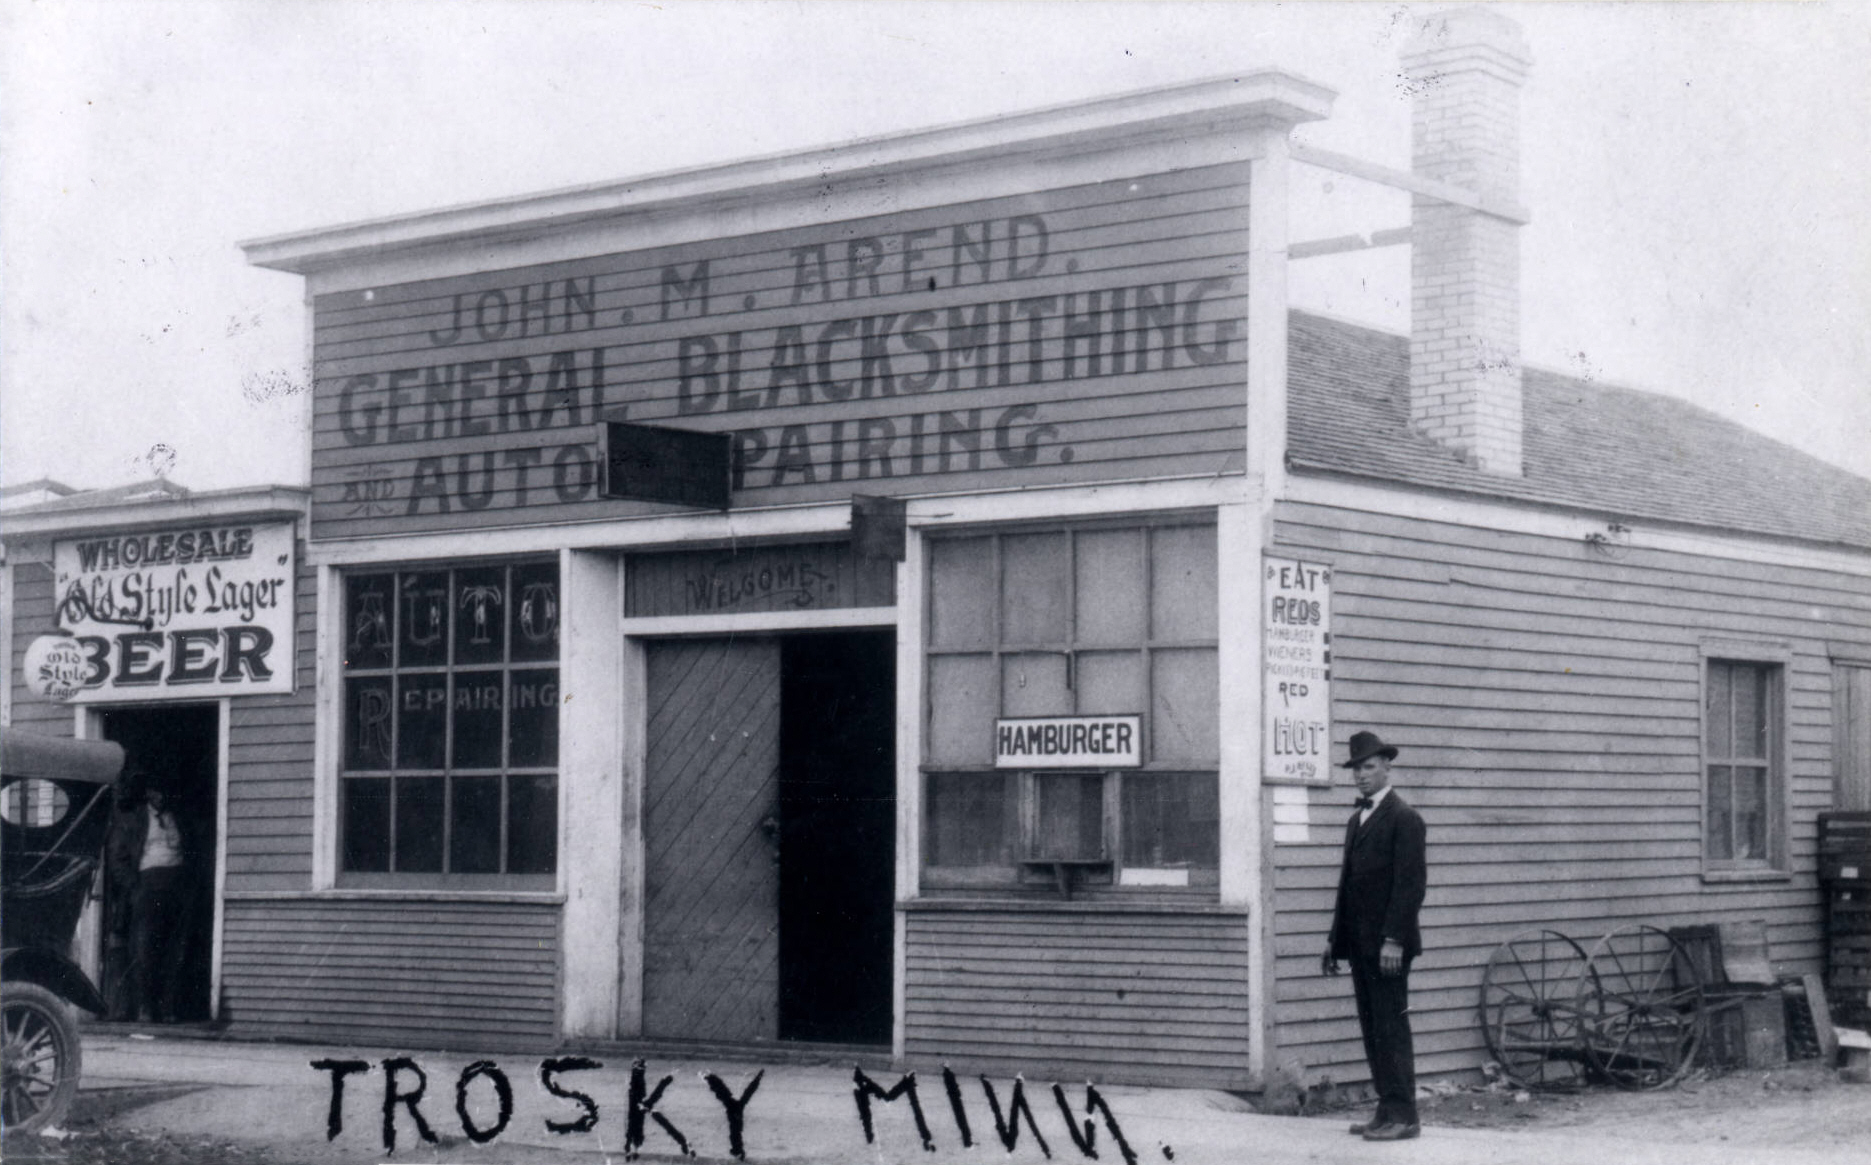 JOHN. M. AREND.
GENERAL BLACKSMITHING
AND AUTO PAIRING.
WHOLESALE
"Old Style Lager"
BEER
Old
Style
Lager
AUTO
REPAIRING
WELCOME.
HAMBURGER
EAT
REDS
HAMBURGER
WIENERS
RED
HOT
TROSKY MINN.